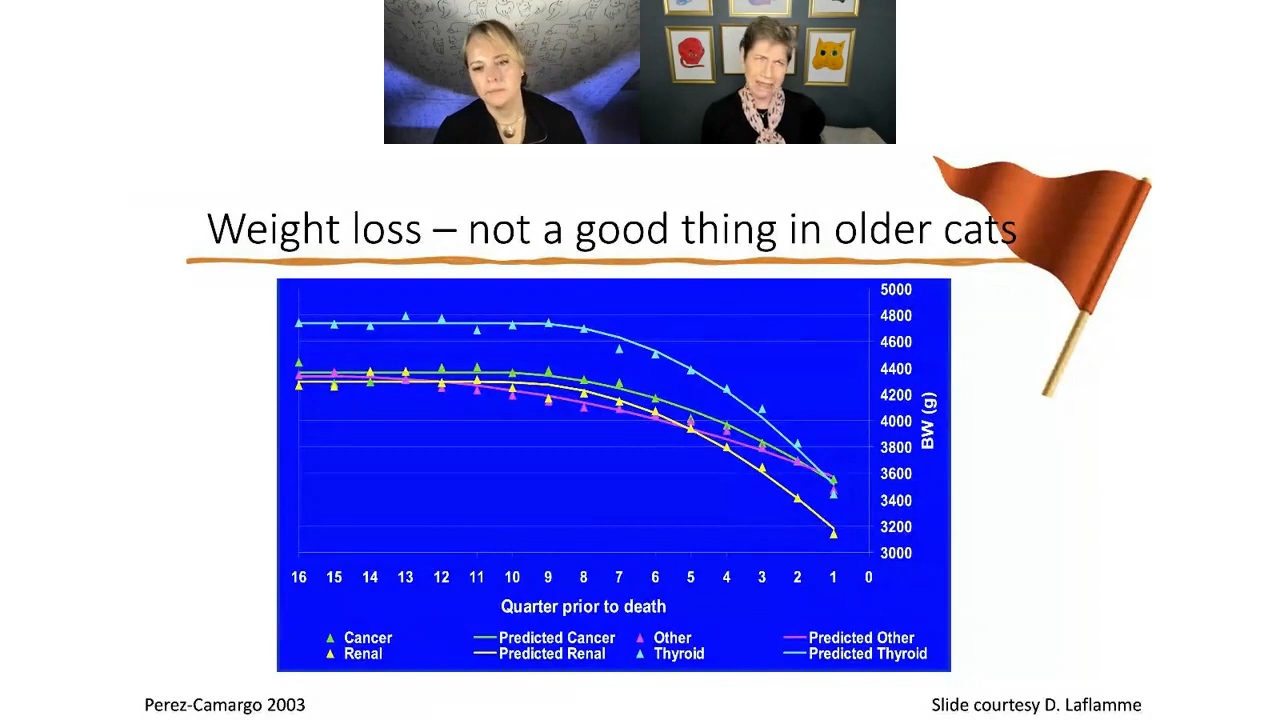 Weight loss – not a good thing in older cats
5000
4800
4600
4400
4200
4000
3800
3600
3400
3200
3000
BW (g)
16 15 14 13 12 11 10 9 8 7 6 5 4 3 2 1 0
Quarter prior to death
Cancer Predicted Cancer Other Predicted Other
Renal Predicted Renal Thyroid Predicted Thyroid
Perez-Camargo 2003
Slide courtesy D. Laflamme